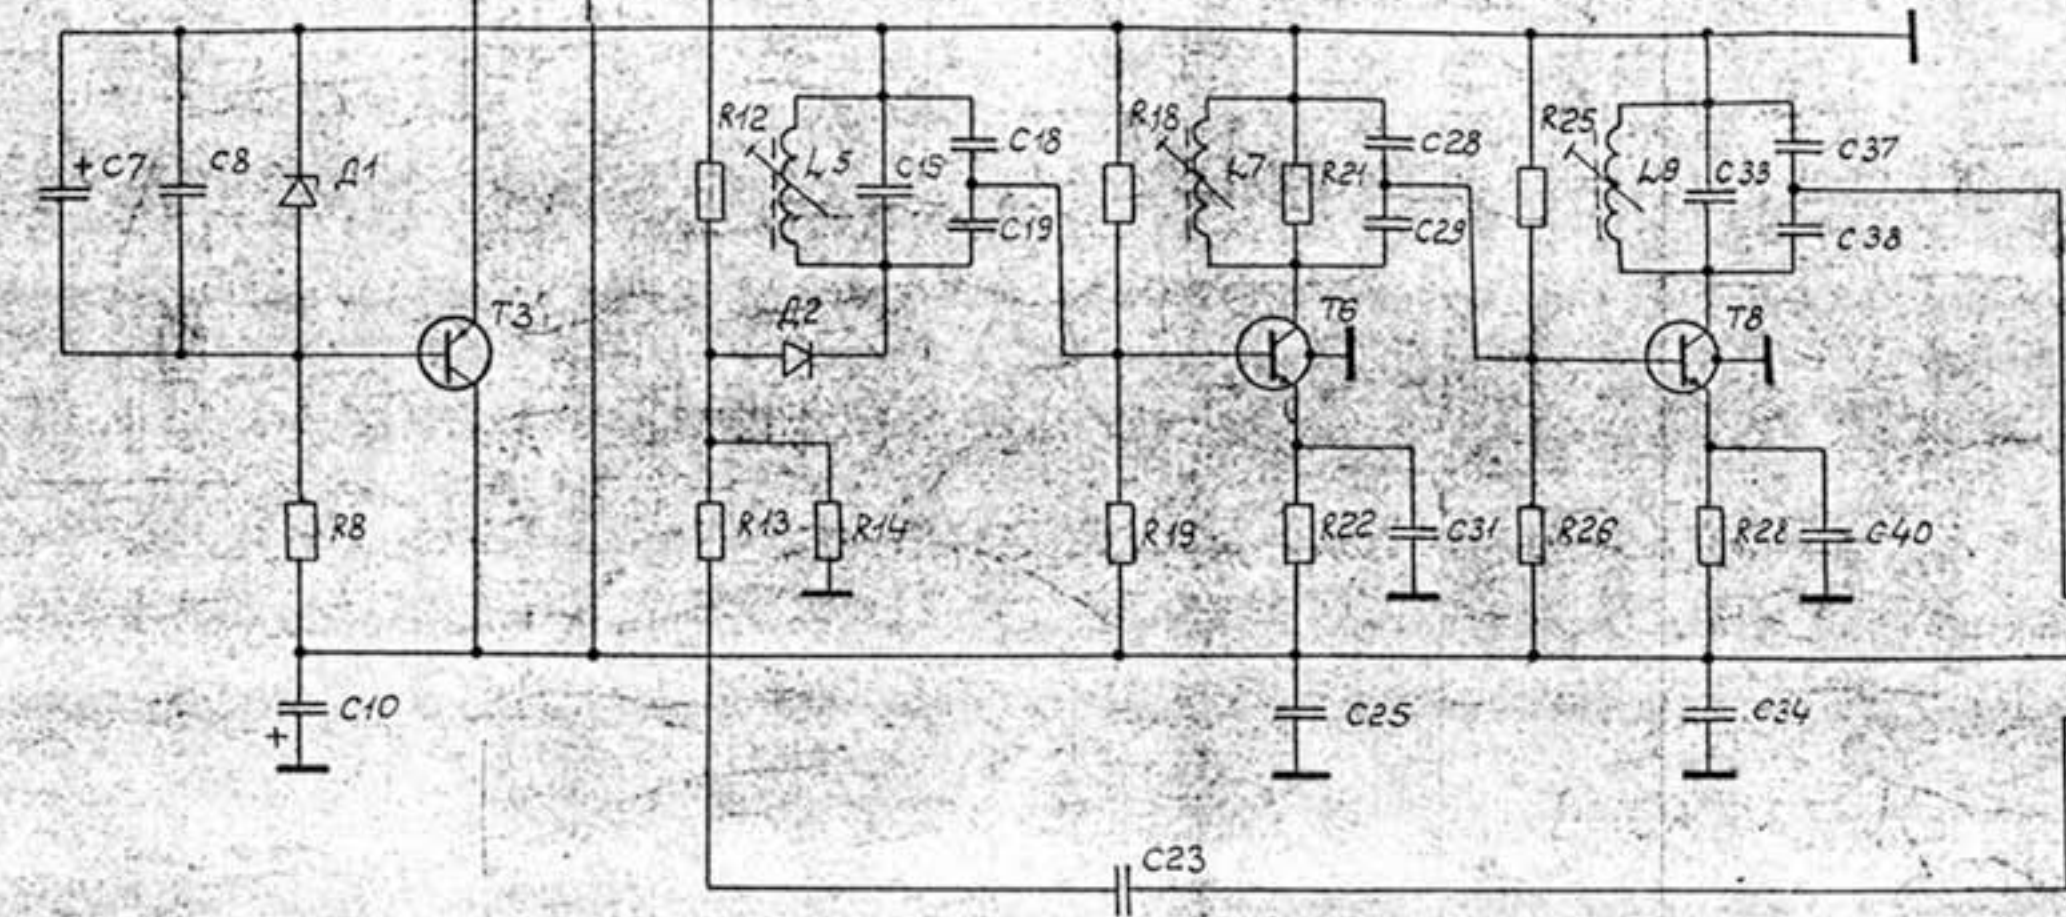 + C7
C8
Д1
T3
R12
L5
C15
C18
C19
Д2
R18
L7
R21
C28
C29
T6
R25
L9
C33
C37
C38
T8
R8
R13
R14
R19
R22
C31
R26
R28
C40
C10
+
C25
C34
C23